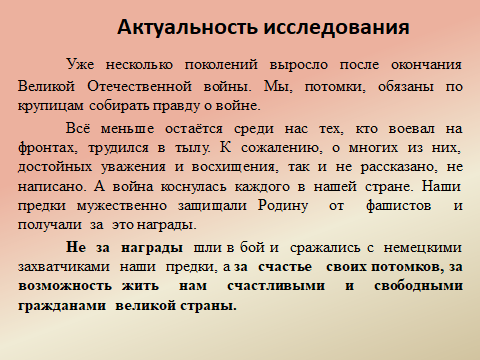 Актуальность исследования
Уже несколько поколений выросло после окончания
Великой Отечественной войны. Мы, потомки, обязаны по
крупицам собирать правду о войне.
Всё меньше остаётся среди нас тех, кто воевал на
фронтах, трудился в тылу. К сожалению, о многих из них,
достойных уважения и восхищения, так и не рассказано, не
написано. А война коснулась каждого в нашей стране. Наши
предки мужественно защищали Родину от фашистов и
получали за это награды.
Не за награды шли в бой и сражались с немецкими
захватчиками наши предки, а за счастье своих потомков, за
возможность жить нам счастливыми и свободными
гражданами великой страны.